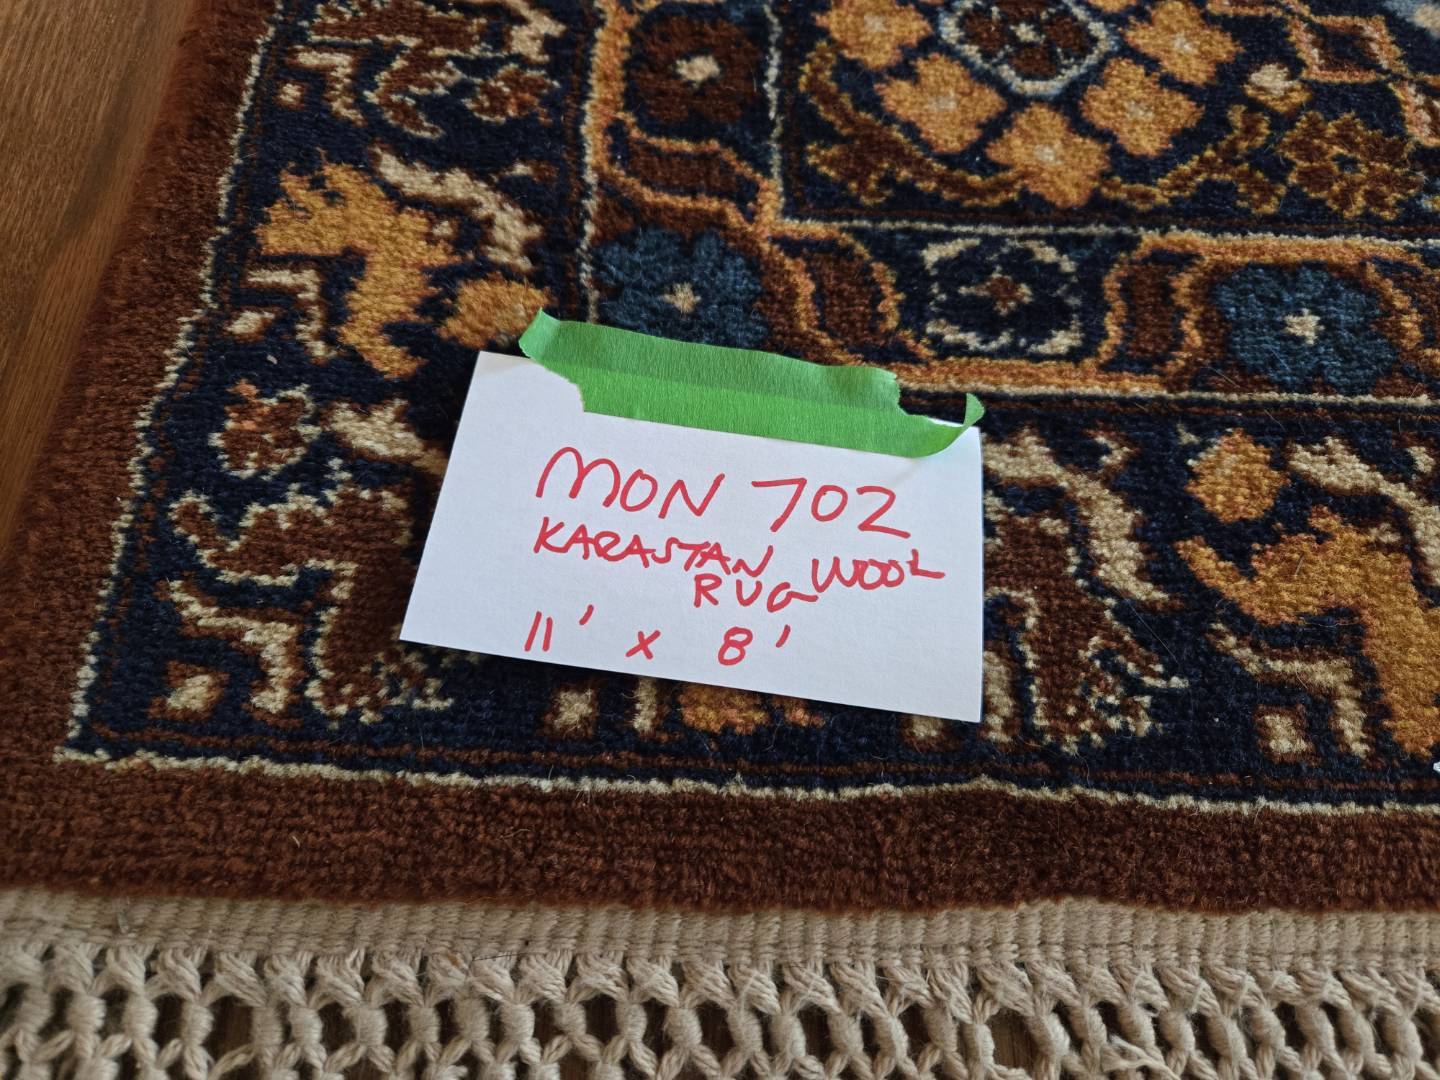 MON 702
KARASTAN WOOL
RUG
11' x 8'